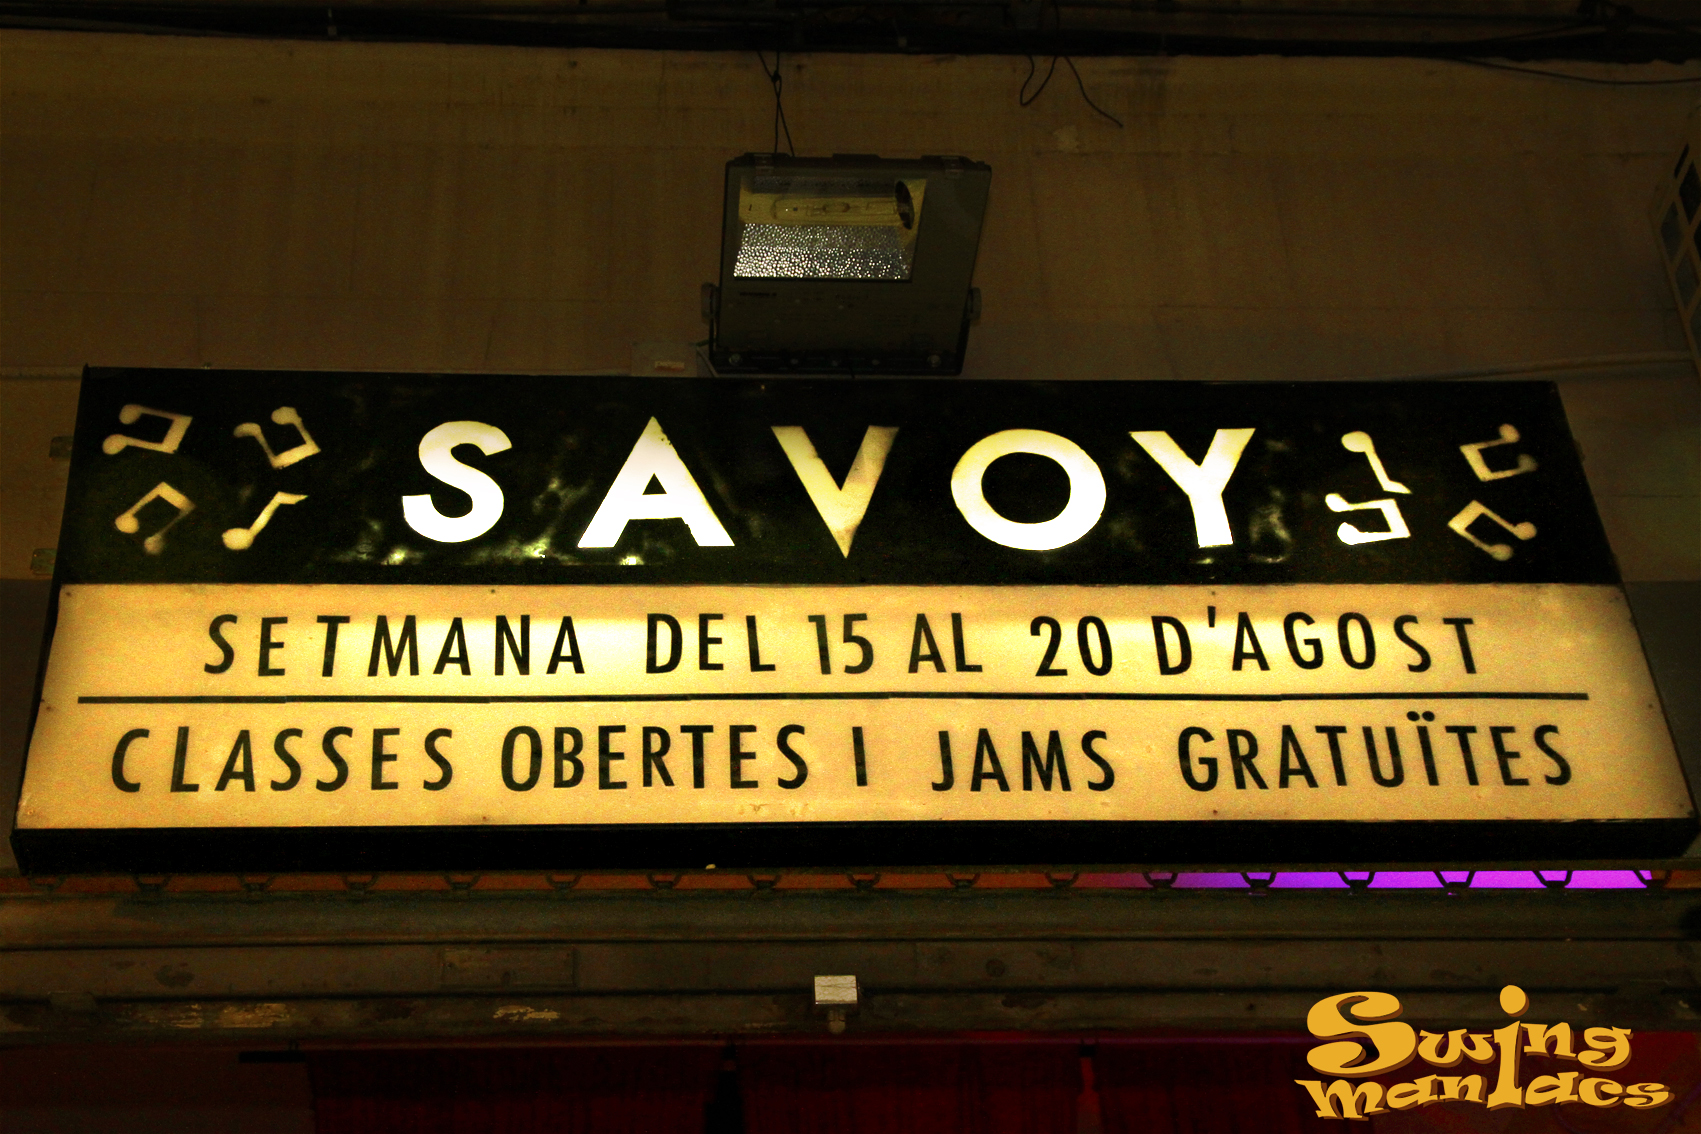 SAVOY
SETMANA DEL 15 AL 20 D'AGOST
CLASSES OBERTES I JAMS GRATUÏTES
Swing
maniacs